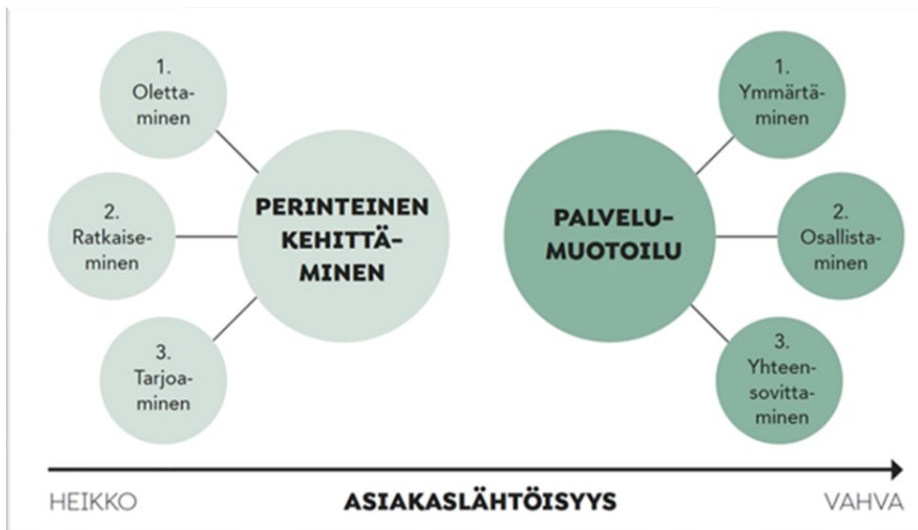 1.
Oletta-
minen
2.
Ratkaise-
minen
3.
Tarjoa-
minen
PERINTEINEN
KEHITTÄ-
MINEN
PALVELU-
MUOTOILU
1.
Ymmärtä-
minen
2.
Osallista-
minen
3.
Yhteen-
sovitta-
minen
HEIKKO
ASIAKASLÄHTÖISYYS
VAHVA